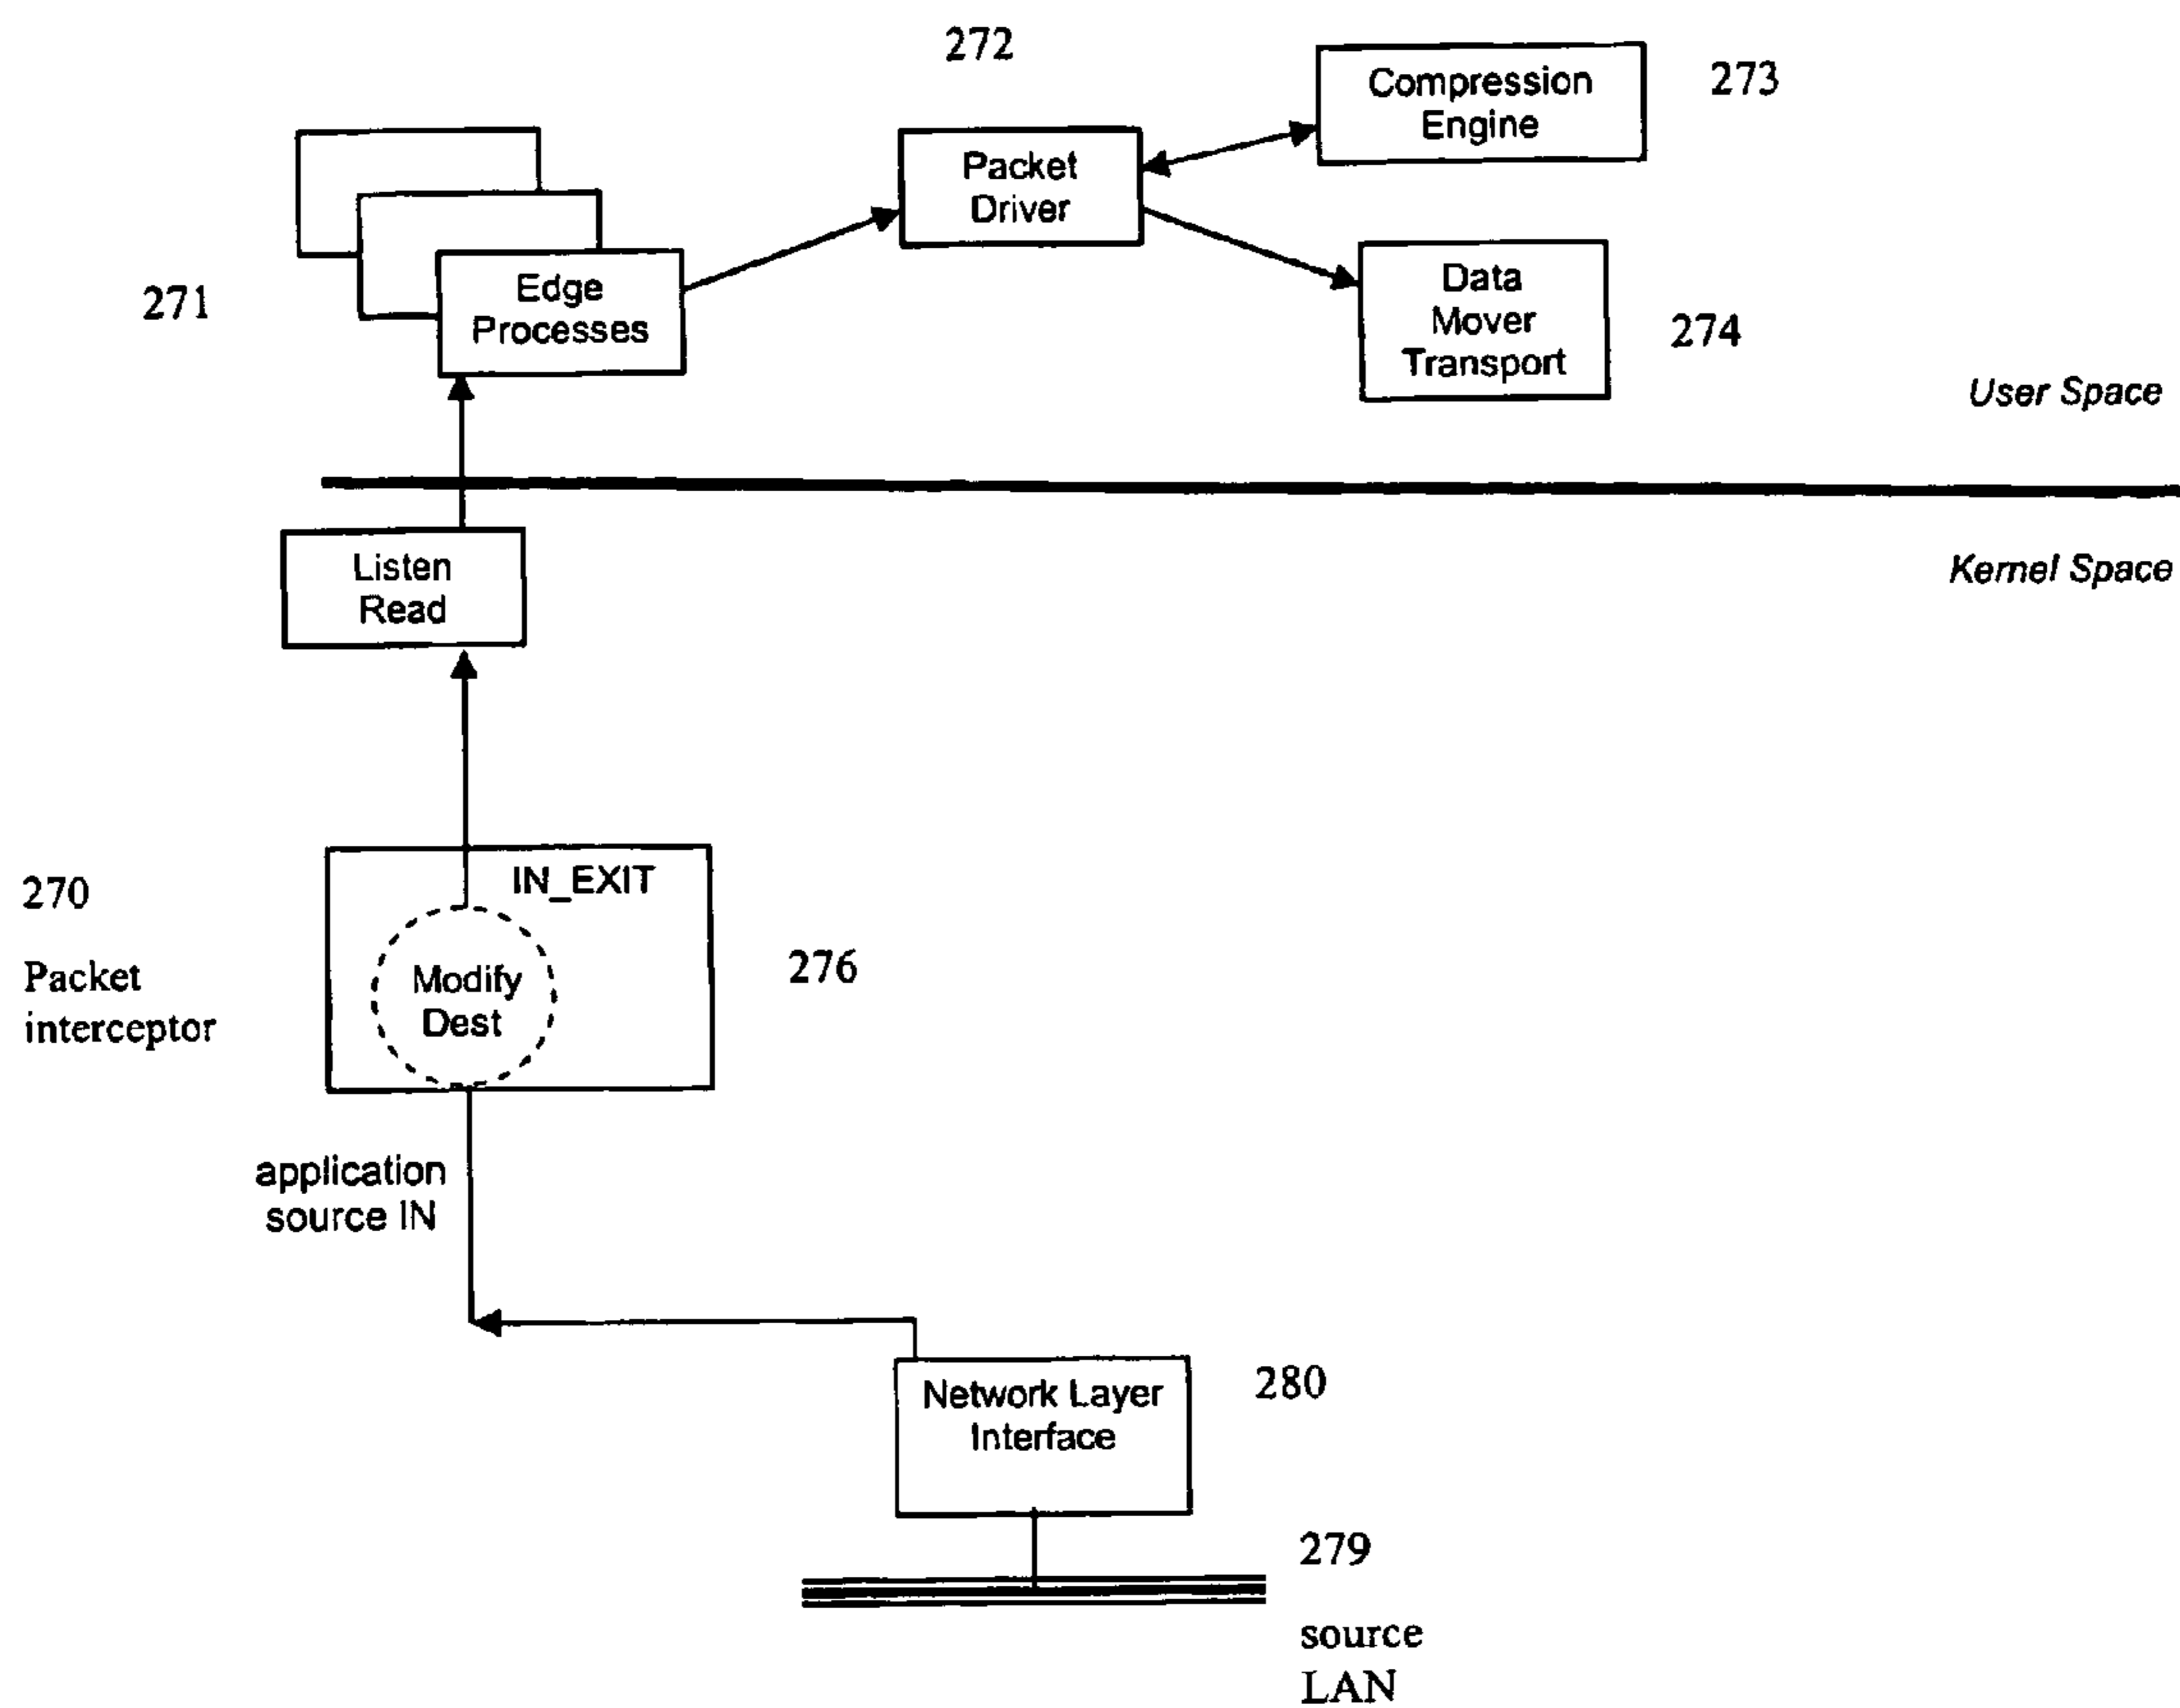 272
Compression
Engine
273
Packet
Driver
271
Edge
Processes
Data
Mover
Transport
274
User Space
Listen
Read
Kernel Space
270
Packet
interceptor
IN_EXIT
Modify
Dest
276
application
source IN
Network Layer
Interface
280
279
source
LAN